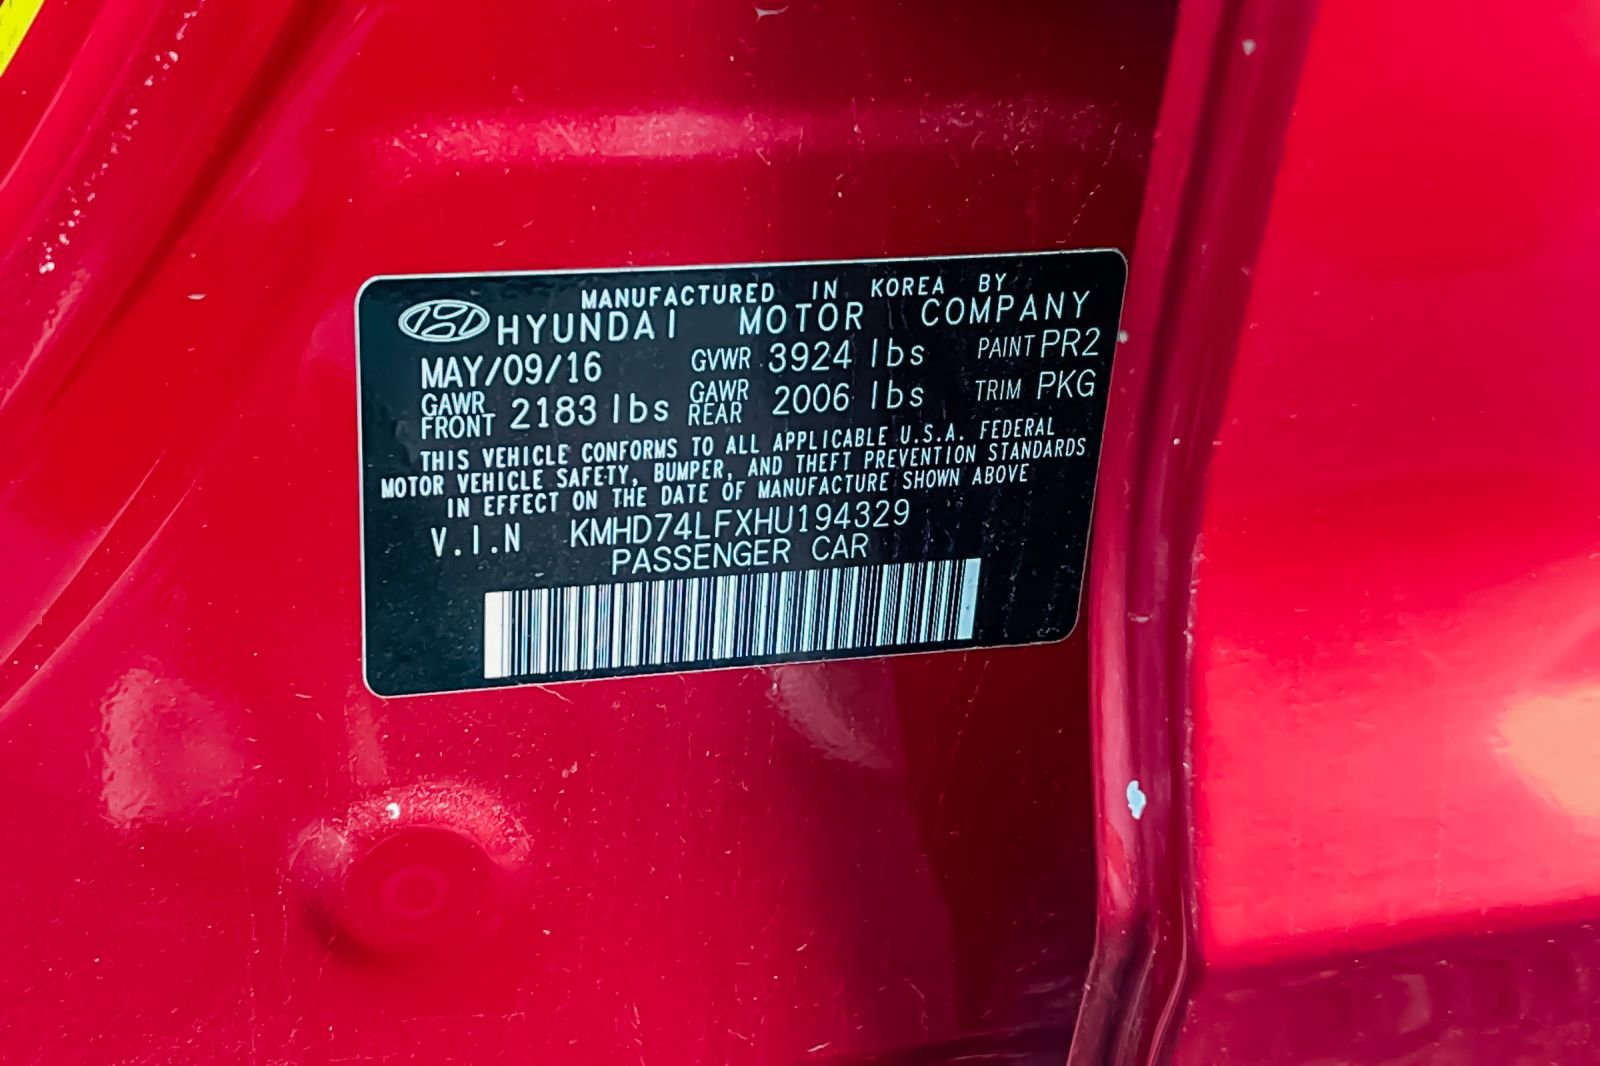 MANUFACTURED IN KOREA BY
HYUNDAI MOTOR COMPANY
MAY/09/16 GVWR 3924 lbs PAINT PR2
GAWR FRONT 2183 lbs GAWR REAR 2006 lbs TRIM PKG
THIS VEHICLE CONFORMS TO ALL APPLICABLE U.S.A. FEDERAL
MOTOR VEHICLE SAFETY, BUMPER, AND THEFT PREVENTION STANDARDS
IN EFFECT ON THE DATE OF MANUFACTURE SHOWN ABOVE
V.I.N KMHD74LFXHU194329
PASSENGER CAR